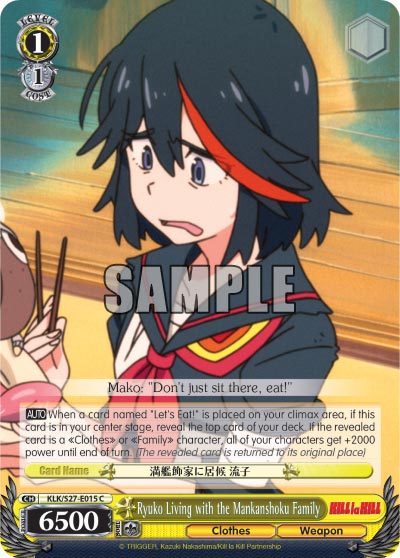 LEVEL
1
1
COST
SAMPLE
Mako: "Don't just sit there, eat!"
AUTO When a card named "Let's Eat!" is placed on your climax area, if this
card is in your center stage, reveal the top card of your deck. If the revealed
card is a «Clothes» or «Family» character, all of your characters get +2000
power until end of turn. (The revealed card is returned to its original place)
Card Name
満艦飾家に居候 流子
CH KLK/S27-E015 C
Ryuko Living with the Mankanshoku Family
KILL la KILL
POWER
6500
SOUL
Clothes Weapon
© TRIGGER, Kazuki Nakashima/Kill la Kill Partnership